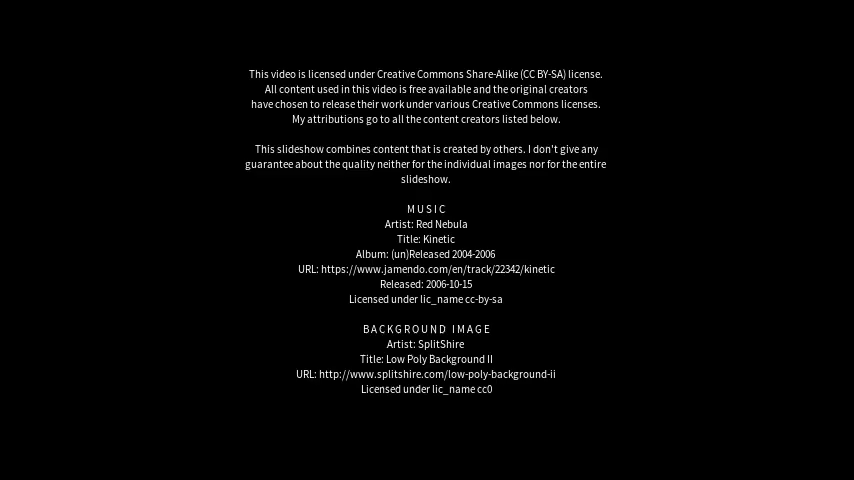 This video is licensed under Creative Commons Share-Alike (CC BY-SA) license.
All content used in this video is free available and the original creators
have chosen to release their work under various Creative Commons licenses.
My attributions go to all the content creators listed below.
This slideshow combines content that is created by others. I don't give any
guarantee about the quality neither for the individual images nor for the entire
slideshow.
MUSIC
Artist: Red Nebula
Title: Kinetic
Album: (un)Released 2004-2006
URL: https://www.jamendo.com/en/track/22342/kinetic
Released: 2006-10-15
Licensed under lic_name cc-by-sa
BACKGROUND IMAGE
Artist: SplitShire
Title: Low Poly Background II
URL: http://www.splitshire.com/low-poly-background-ii
Licensed under lic_name cc0